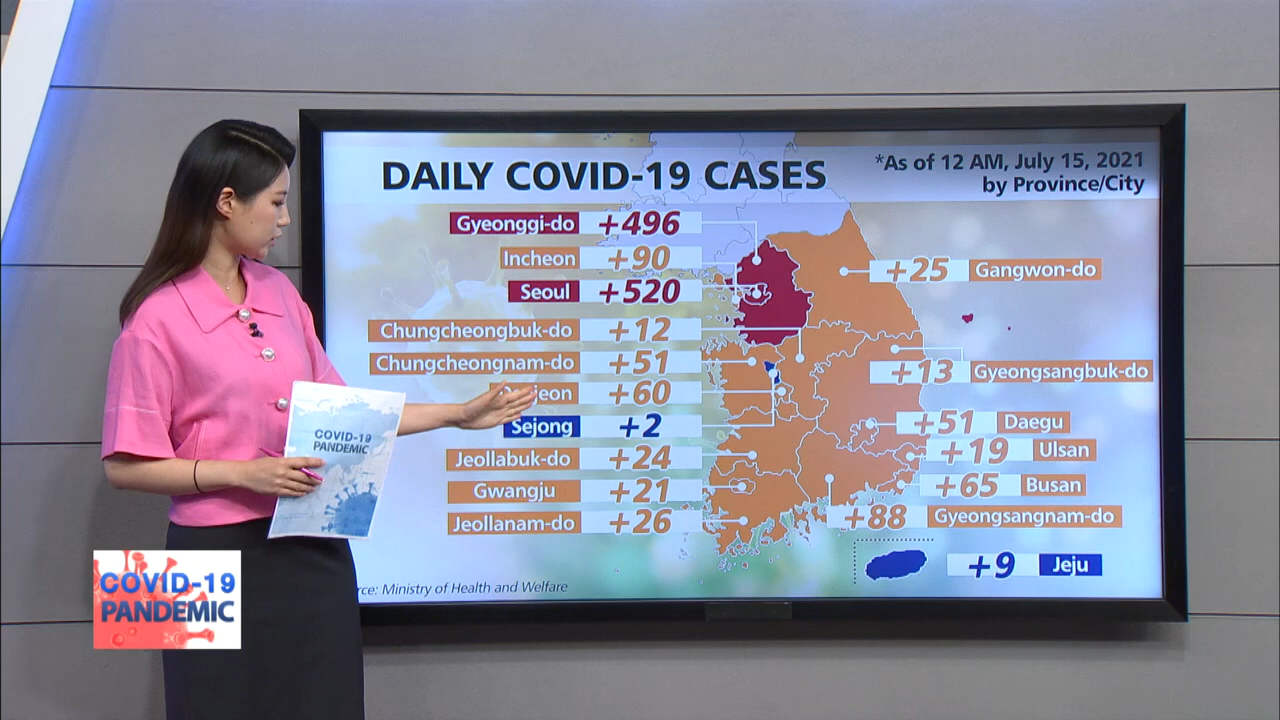 DAILY COVID-19 CASES
*As of 12 AM, July 15, 2021
by Province/City
Gyeonggi-do +496
Incheon +90
Seoul +520
Chungcheongbuk-do +12
Chungcheongnam-do +51
+60
Sejong +2
Jeollabuk-do +24
Gwangju +21
Jeollanam-do +26
+25 Gangwon-do
+13 Gyeongsangbuk-do
+51 Daegu
+19 Ulsan
+65 Busan
+88 Gyeongsangnam-do
+9 Jeju
Ministry of Health and Welfare
COVID-19
PANDEMIC
COVID-19
PANDEMIC